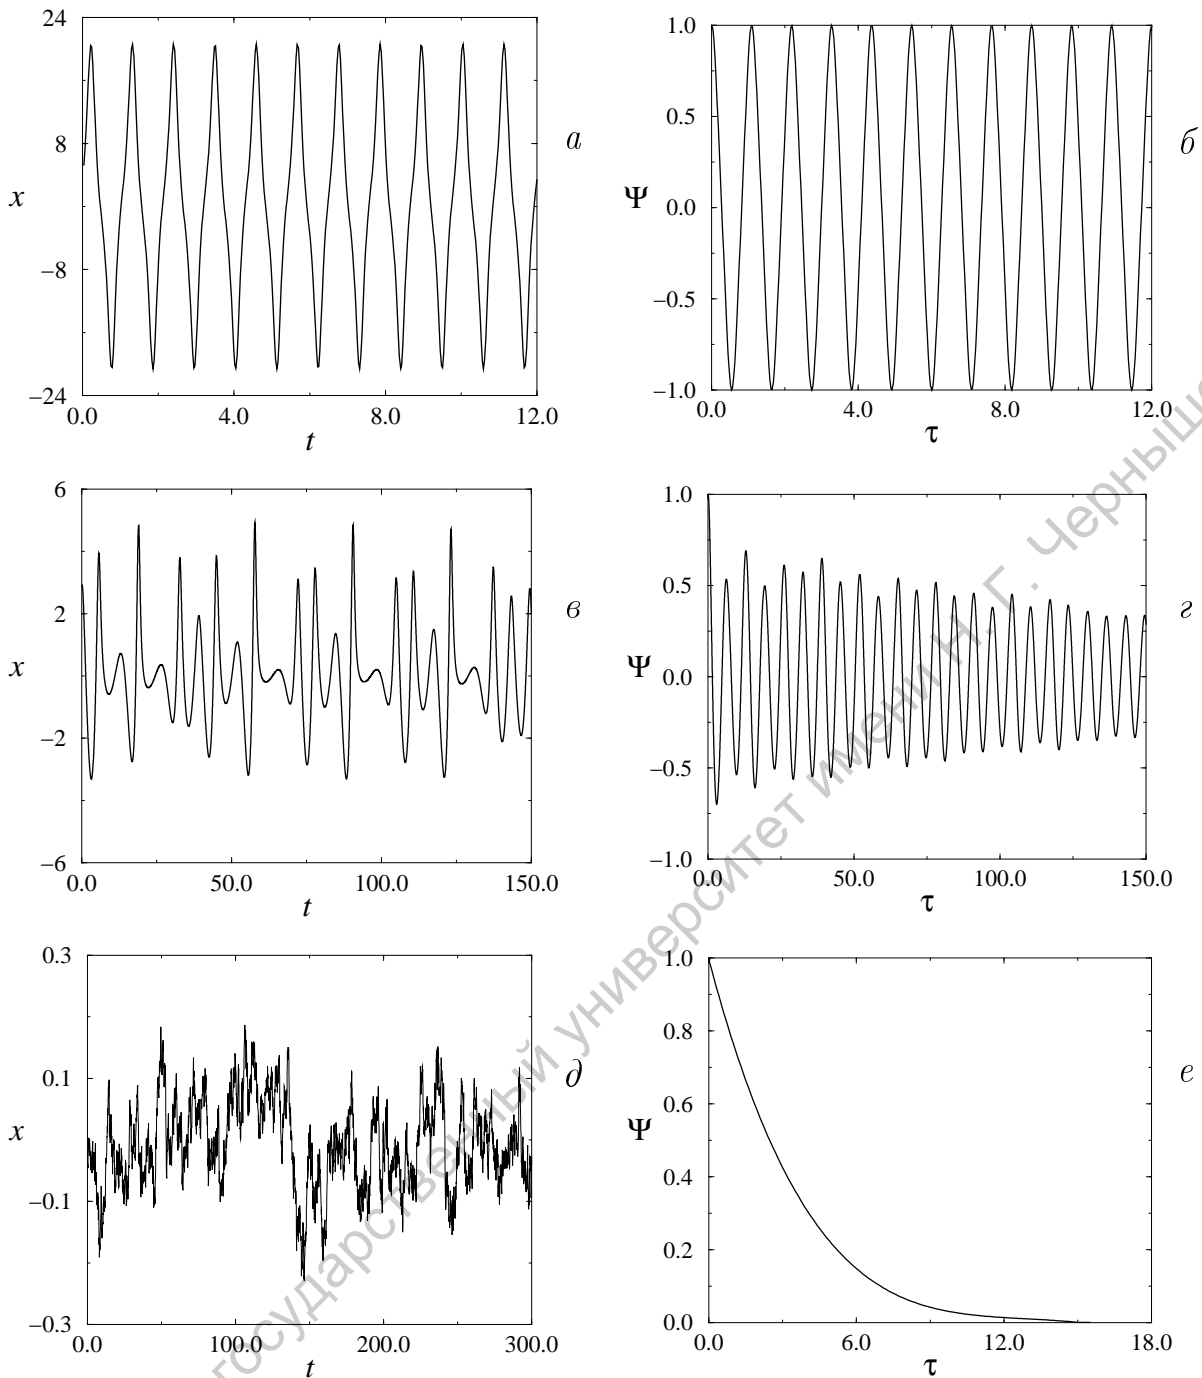 24
8
−8
−24
x
0.0 4.0 8.0 12.0
t
а
1.0
0.5
0.0
−0.5
−1.0
Ψ
0.0 4.0 8.0 12.0
τ
б
6
2
−2
−6
x
0.0 50.0 100.0 150.0
t
в
1.0
0.5
0.0
−0.5
−1.0
Ψ
0.0 50.0 100.0 150.0
τ
г
0.3
0.1
−0.1
−0.3
x
0.0 100.0 200.0 300.0
t
д
1.0
0.8
0.6
0.4
0.2
0.0
Ψ
0.0 6.0 12.0 18.0
τ
е
государственный университет имени Н. Г. Черныше